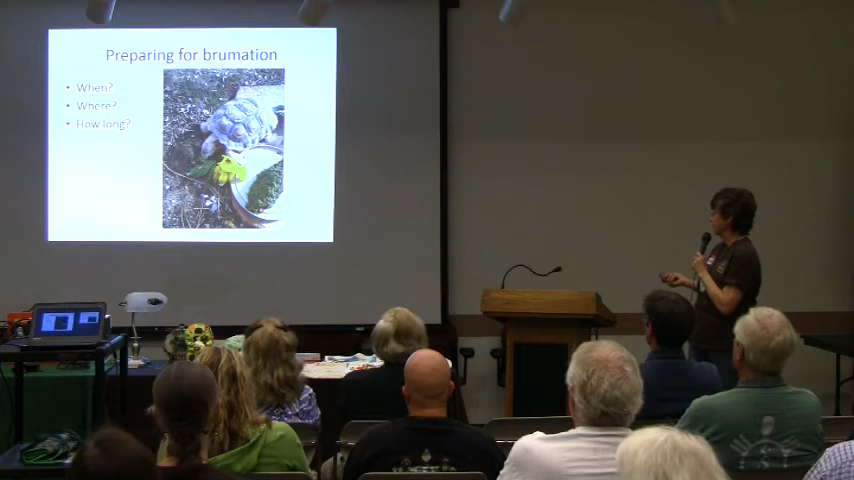 Preparing for brumation
• When?
• Where?
• How long?